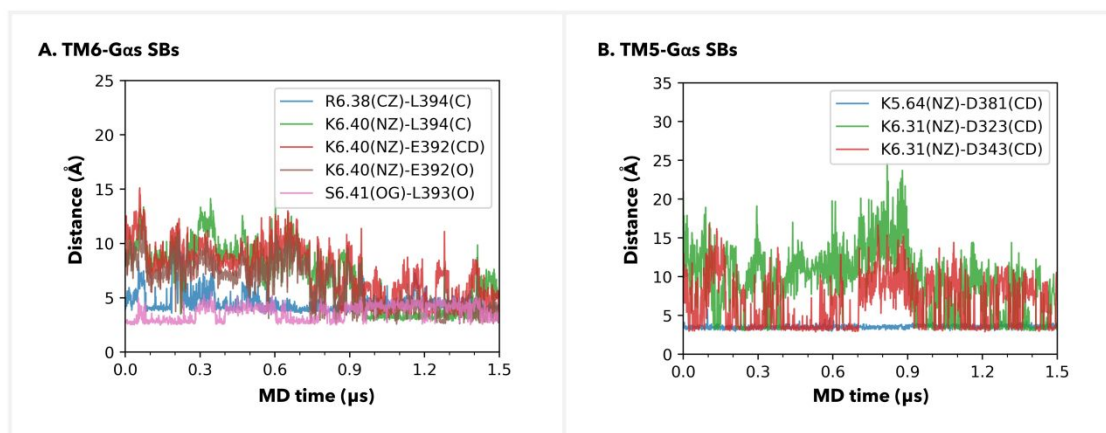 A. TM6-Gαs SBs
25
20
15
10
5
0
Distance (Å)
R6.38(CZ)-L394(C)
K6.40(NZ)-L394(C)
K6.40(NZ)-E392(CD)
K6.40(NZ)-E392(O)
S6.41(OG)-L393(O)
0.0 0.3 0.6 0.9 1.2 1.5
MD time (µs)
B. TM5-Gαs SBs
35
30
25
20
15
10
5
0
Distance (Å)
K5.64(NZ)-D381(CD)
K6.31(NZ)-D323(CD)
K6.31(NZ)-D343(CD)
0.0 0.3 0.6 0.9 1.2 1.5
MD time (µs)